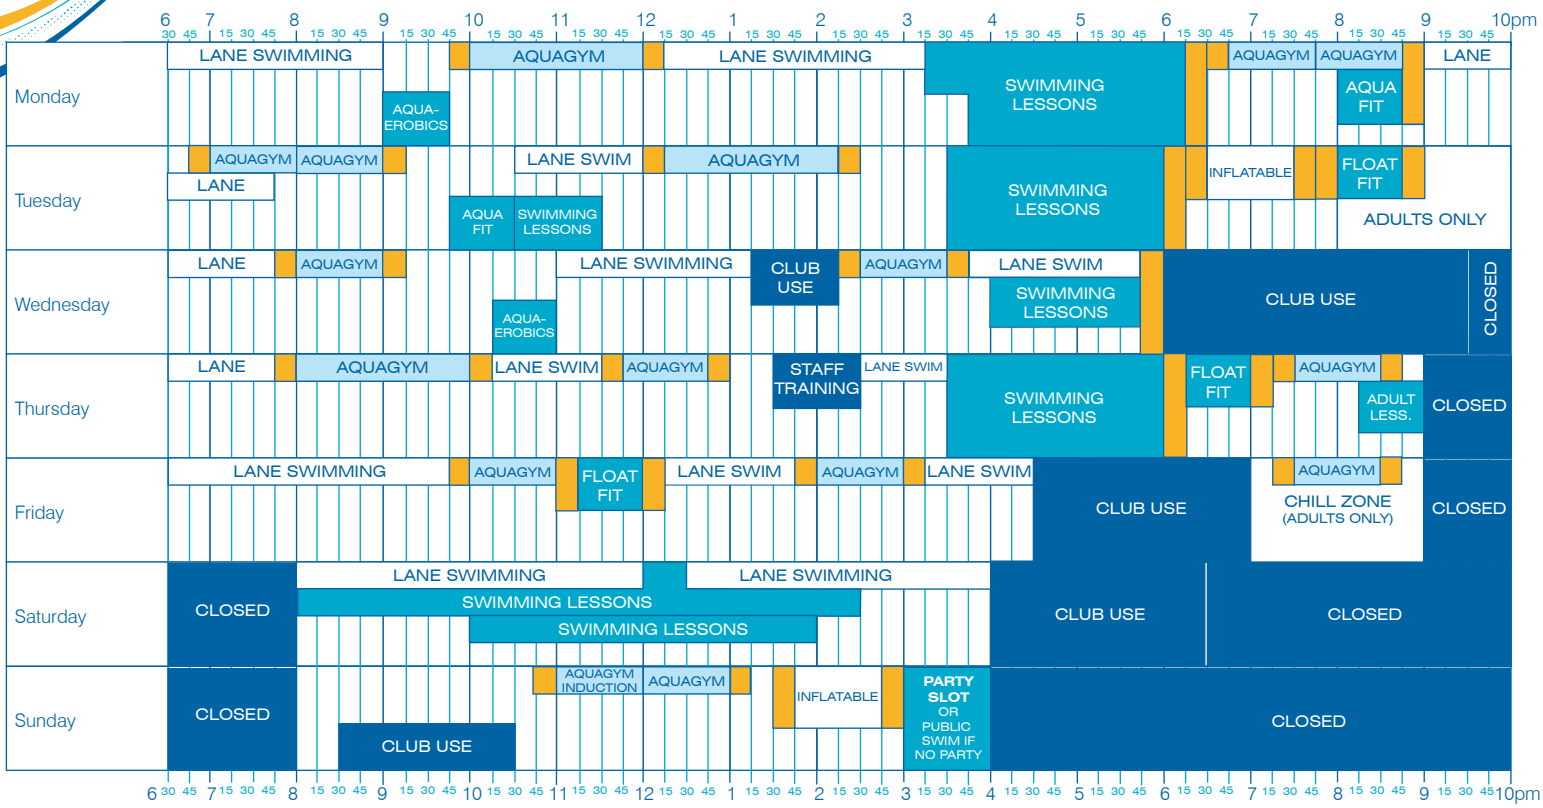 6 7 8 9 10 11 12 1 2 3 4 5 6 7 8 9 10pm
30 45 15 30 45 15 30 45 15 30 45 15 30 45 15 30 45 15 30 45 15 30 45 15 30 45 15 30 45 15 30 45 15 30 45 15 30 45 15 30 45 15 30 45 15 30 45
LANE SWIMMING
AQUAGYM
LANE SWIMMING
AQUAGYM
AQUAGYM
LANE
Monday
AQUA-
EROBICS
SWIMMING
LESSONS
AQUA
FIT
AQUAGYM
AQUAGYM
LANE SWIM
AQUAGYM
LANE
Tuesday
AQUA
FIT
SWIMMING
LESSONS
SWIMMING
LESSONS
INFLATABLE
FLOAT
FIT
ADULTS ONLY
LANE
AQUAGYM
LANE SWIMMING
CLUB
USE
AQUAGYM
LANE SWIM
Wednesday
AQUA-
EROBICS
SWIMMING
LESSONS
CLUB USE
CLOSED
LANE
AQUAGYM
LANE SWIM
AQUAGYM
STAFF
TRAINING
LANE SWIM
Thursday
SWIMMING
LESSONS
FLOAT
FIT
AQUAGYM
ADULT
LESS.
CLOSED
LANE SWIMMING
AQUAGYM
FLOAT
FIT
LANE SWIM
AQUAGYM
LANE SWIM
Friday
CLUB USE
AQUAGYM
CHILL ZONE
(ADULTS ONLY)
CLOSED
LANE SWIMMING
LANE SWIMMING
Saturday
CLOSED
SWIMMING LESSONS
SWIMMING LESSONS
CLUB USE
CLOSED
AQUAGYM
INDUCTION
AQUAGYM
Sunday
CLOSED
CLUB USE
INFLATABLE
PARTY
SLOT
OR
PUBLIC
SWIM IF
NO PARTY
CLOSED
6 30 45 7 15 30 45 8 15 30 45 9 15 30 45 10 15 30 45 11 15 30 45 12 15 30 45 1 15 30 45 2 15 30 45 3 15 30 45 4 15 30 45 5 15 30 45 6 15 30 45 7 15 30 45 8 15 30 45 9 15 30 45 10pm